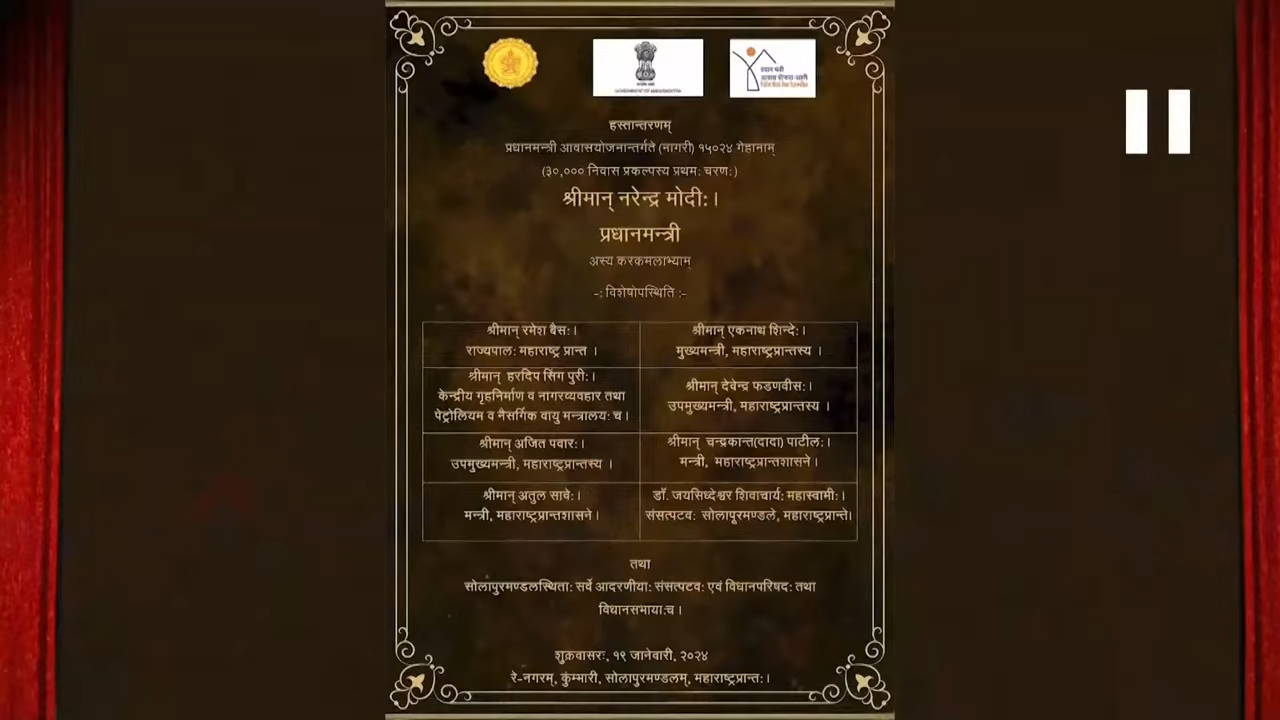 GOVERNMENT OF MAHARASHTRA
हस्तान्तरणम्
प्रधानमन्त्री आवासयोजनान्तर्गते (नागरी) १५०२४ गेहानाम्
(३०,००० निवास प्रकल्पस्य प्रथम: चरण:)
श्रीमान् नरेन्द्र मोदी:।
प्रधानमन्त्री
अस्य करकमलाभ्याम्
-: विशेषोपस्थिति :-
श्रीमान् रमेश बैस:।
राज्यपाल: महाराष्ट्र प्रान्त ।
श्रीमान् एकनाथ शिन्दे:।
मुख्यमन्त्री, महाराष्ट्रप्रान्तस्य ।
श्रीमान् हरदिप सिंग पुरी:।
केन्द्रीय गृहनिर्माण व नागरव्यवहार तथा
पेट्रोलियम व नैसर्गिक वायु मन्त्रालय: च।
श्रीमान् देवेन्द्र फडणवीस:।
उपमुख्यमन्त्री, महाराष्ट्रप्रान्तस्य ।
श्रीमान् अजित पवार:।
उपमुख्यमन्त्री, महाराष्ट्रप्रान्तस्य ।
श्रीमान् चन्द्रकान्त(दादा) पाटील:।
मन्त्री, महाराष्ट्रप्रान्तशासने।
श्रीमान् अतुल सावे:।
मन्त्री, महाराष्ट्रप्रान्तशासने।
डॉ. जयसिध्देश्वर शिवाचार्य: महास्वामी:।
संसत्पटव: सोलापूरमण्डले, महाराष्ट्रप्रान्ते।
तथा
सोलापुरमण्डलस्थिता: सर्वे आदरणीया: संसत्पटव: एवं विधानपरिषद: तथा
विधानसभाया:च।
शुक्रवासरः, १९ जानेवारी, २०२४
रे-नगरम्, कुंम्भारी, सोलापुरमण्डलम्, महाराष्ट्रप्रान्त:।